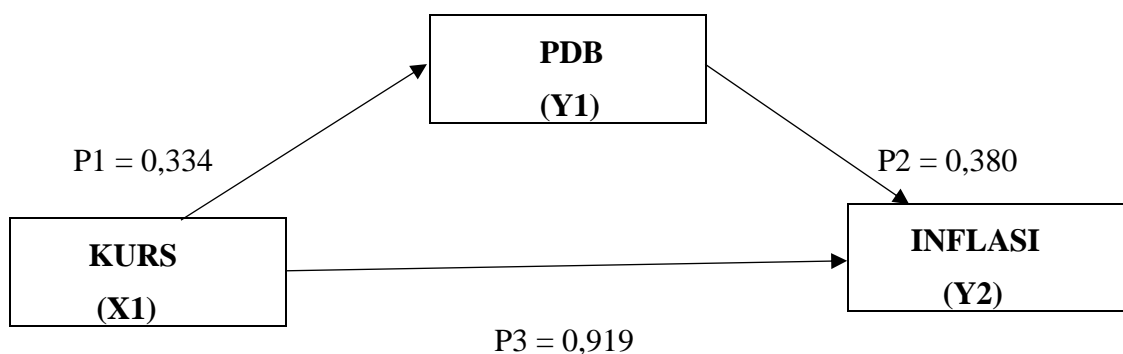 PDB
(Y1)
P1 = 0,334
P2 = 0,380
KURS
(X1)
INFLASI
(Y2)
P3 = 0,919